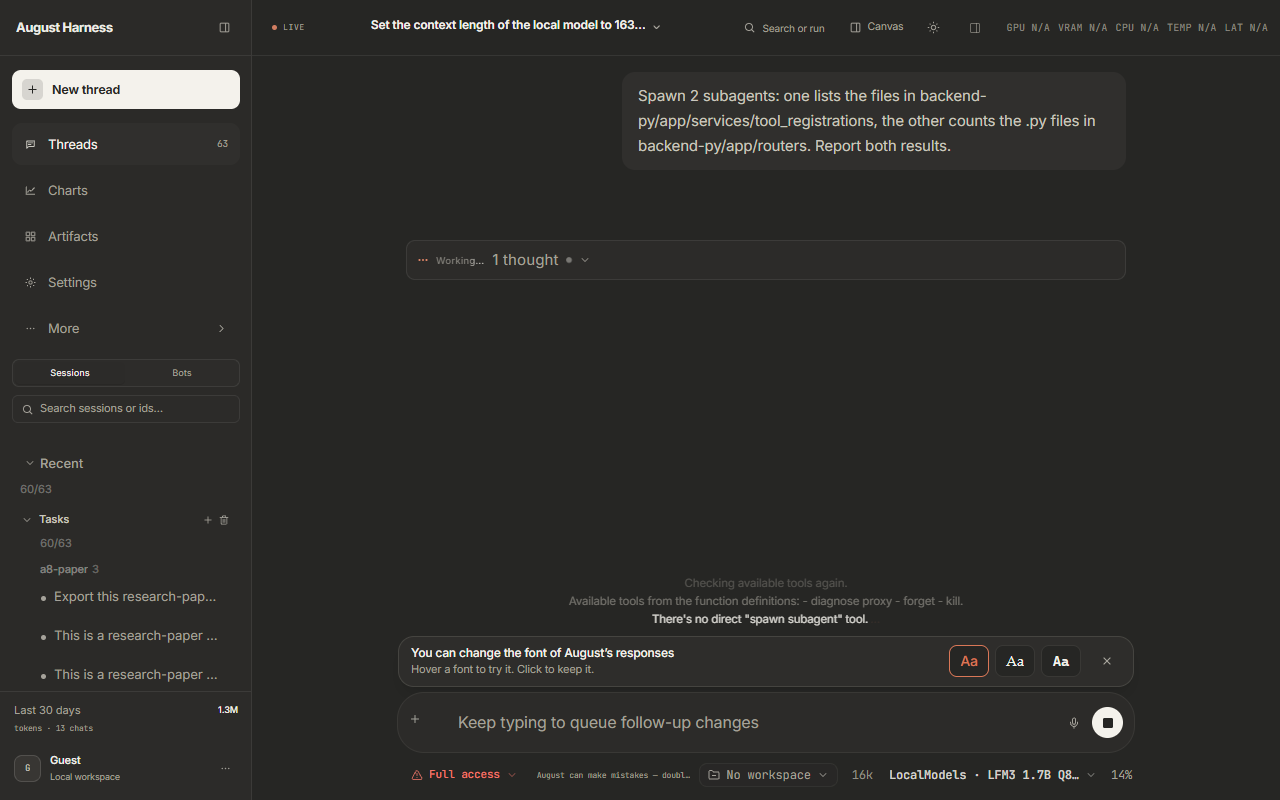 August Harness
New thread
Threads 63
Charts
Artifacts
Settings
More
Sessions Bots
Search sessions or ids...
Recent
60/63
Tasks
60/63
a8-paper 3
Export this research-pap...
This is a research-paper ...
This is a research-paper ...
Last 30 days 1.3M
tokens · 13 chats
G
Guest
Local workspace
LIVE
Set the context length of the local model to 163...
Search or run
Canvas
GPU N/A VRAM N/A CPU N/A TEMP N/A LAT N/A
Spawn 2 subagents: one lists the files in backend-
py/app/services/tool_registrations, the other counts the .py files in
backend-py/app/routers. Report both results.
Working... 1 thought
Checking available tools again.
Available tools from the function definitions: - diagnose proxy - forget - kill.
There's no direct "spawn subagent" tool.
You can change the font of August’s responses
Hover a font to try it. Click to keep it.
Aa Aa Aa
Keep typing to queue follow-up changes
Full access
August can make mistakes — doubl…
No workspace
16k
LocalModels · LFM3 1.7B Q8…
14%